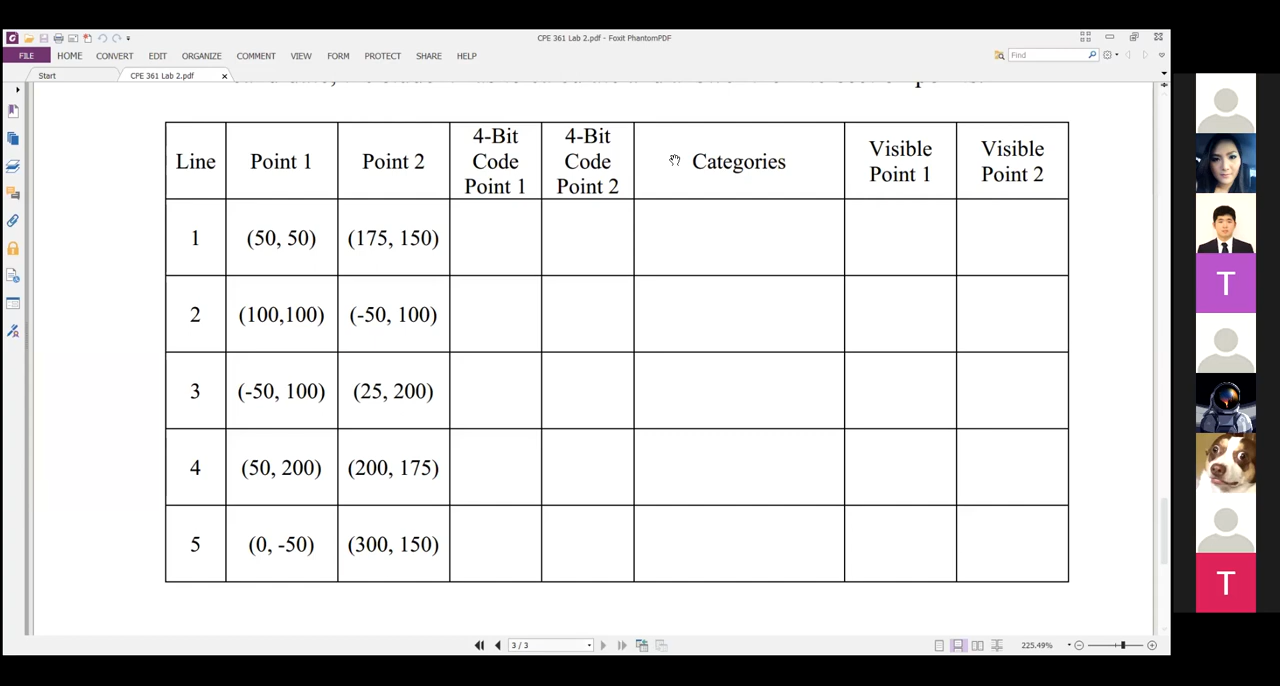 CPE 361 Lab 2.pdf - Foxit PhantomPDF
FILE HOME CONVERT EDIT ORGANIZE COMMENT VIEW FORM PROTECT SHARE HELP
Find
Start CPE 361 Lab 2.pdf
Line Point 1 Point 2 4-Bit Code Point 1 4-Bit Code Point 2 Categories Visible Point 1 Visible Point 2
1 (50, 50) (175, 150)
2 (100,100) (-50, 100)
3 (-50, 100) (25, 200)
4 (50, 200) (200, 175)
5 (0, -50) (300, 150)
3 / 3
225.49%
T
T